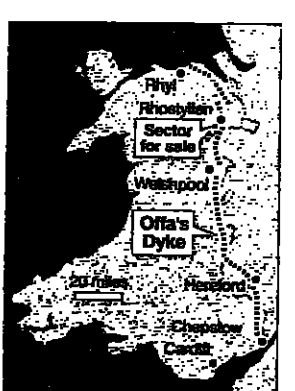 Rhyl
Rhostyllen
Sector
for sale
Welshpool
Offa's
Dyke
20 miles
Hereford
Chepstow
Cardiff